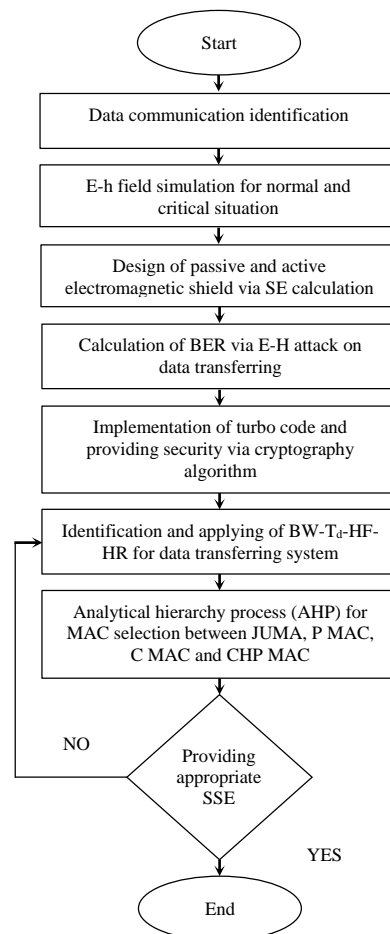 Start
Data communication identification
E-h field simulation for normal and
critical situation
Design of passive and active
electromagnetic shield via SE calculation
Calculation of BER via E-H attack on
data transferring
Implementation of turbo code and
providing security via cryptography
algorithm
Identification and applying of BW-Td-HF-
HR for data transferring system
Analytical hierarchy process (AHP) for
MAC selection between JUMA, P MAC,
C MAC and CHP MAC
NO
Providing
appropriate
SSE
YES
End